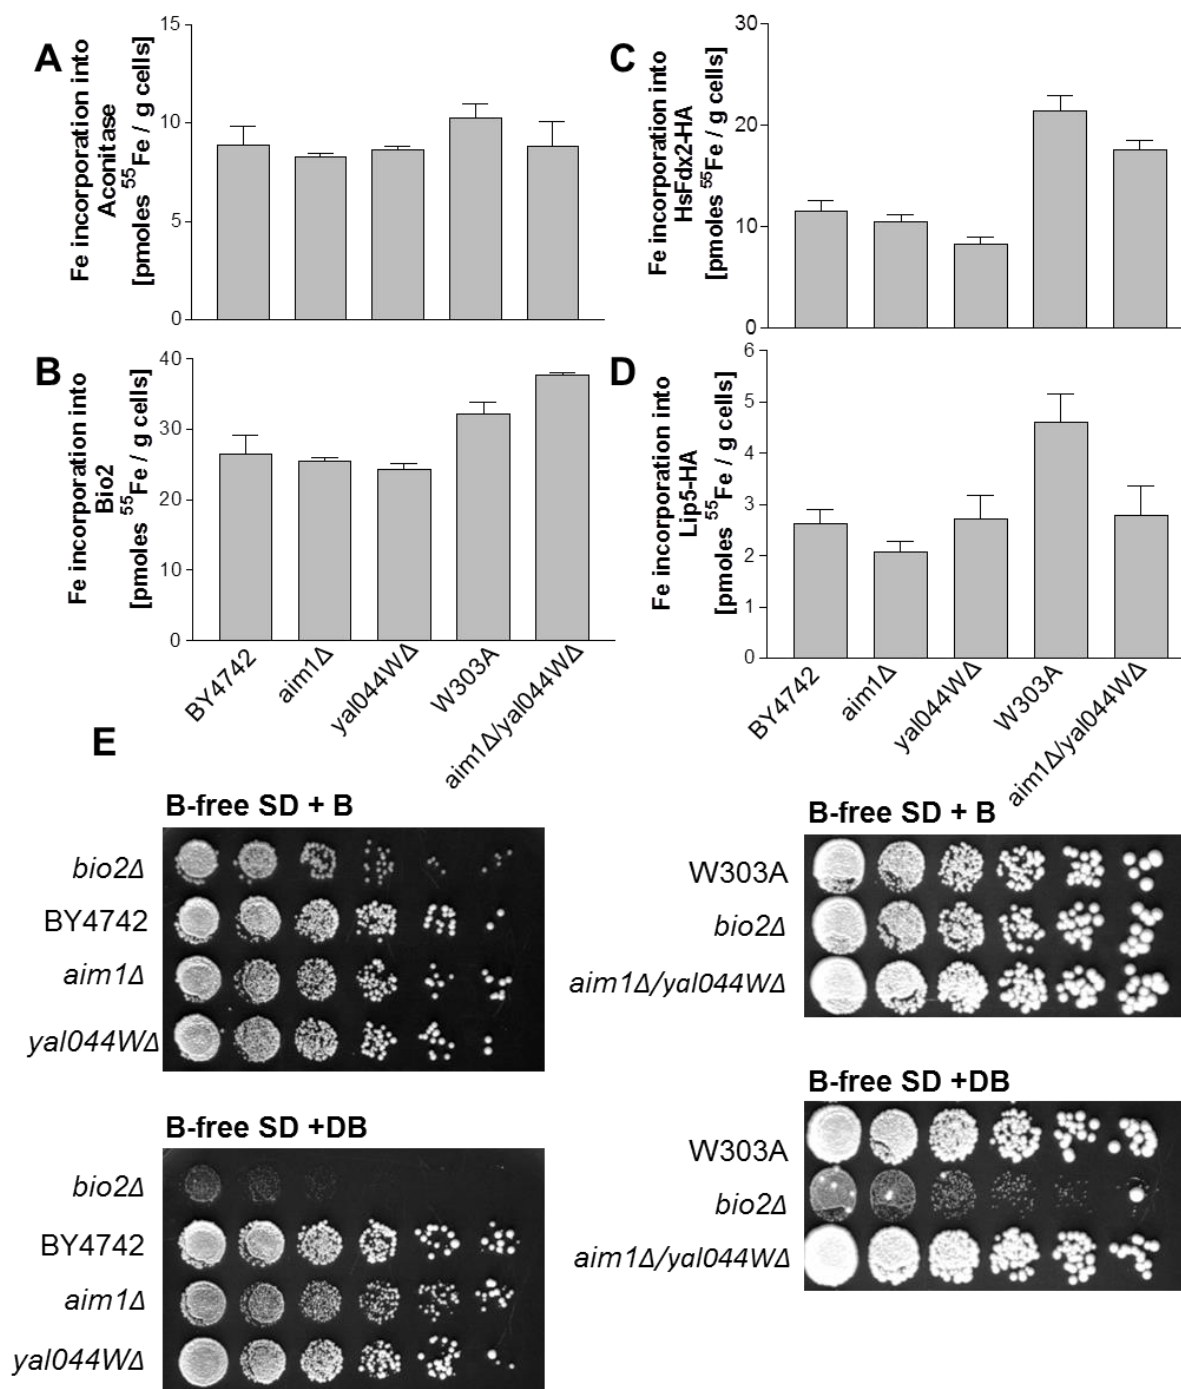 A
Fe incorporation into
Aconitase
[pmoles ⁵⁵Fe / g cells]
15
10
5
0
B
Fe incorporation into
Bio2
[pmoles ⁵⁵Fe / g cells]
40
30
20
10
0
BY4742
aim1Δ
yal044WΔ
W303A
aim1Δ/yal044WΔ
C
Fe incorporation into
HsFdx2-HA
[pmoles ⁵⁵Fe / g cells]
30
20
10
0
D
Fe incorporation into
Lip5-HA
[pmoles ⁵⁵Fe / g cells]
6
5
4
3
2
1
0
BY4742
aim1Δ
yal044WΔ
W303A
aim1Δ/yal044WΔ
E
B-free SD + B
bio2Δ
BY4742
aim1Δ
yal044WΔ
B-free SD +DB
bio2Δ
BY4742
aim1Δ
yal044WΔ
B-free SD + B
W303A
bio2Δ
aim1Δ/yal044WΔ
B-free SD +DB
W303A
bio2Δ
aim1Δ/yal044WΔ